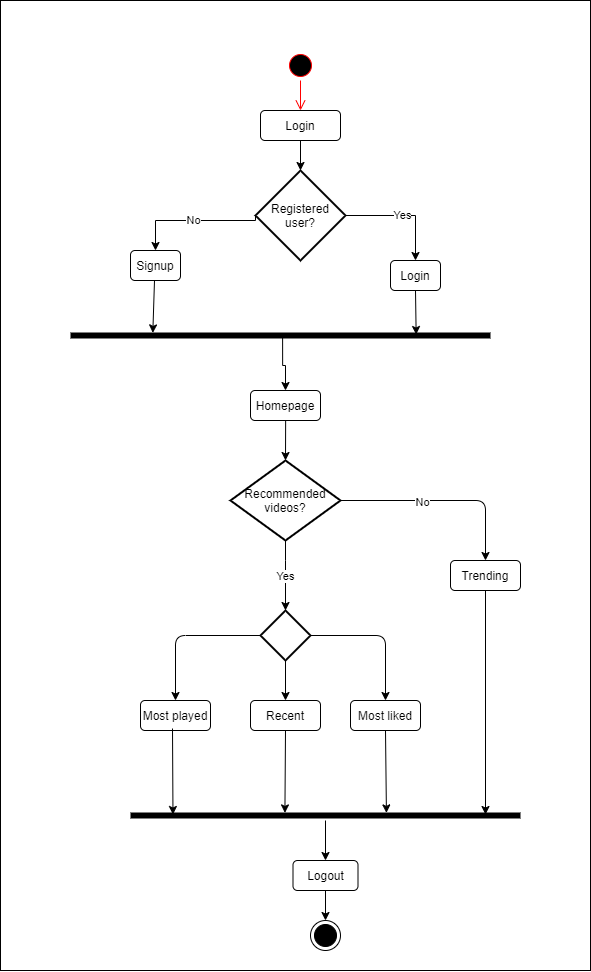 Login
Registered
user?
No
Yes
Signup
Login
Homepage
Recommended
videos?
No
Yes
Trending
Most played
Recent
Most liked
Logout